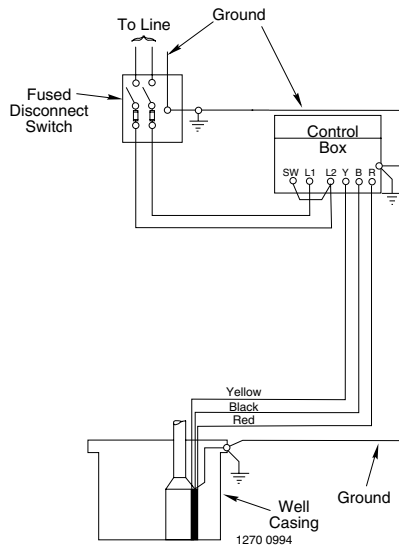 To Line
Ground
Fused
Disconnect
Switch
Control
Box
SW L1 L2 Y B R
Yellow
Black
Red
Well
Casing
Ground
1270 0994